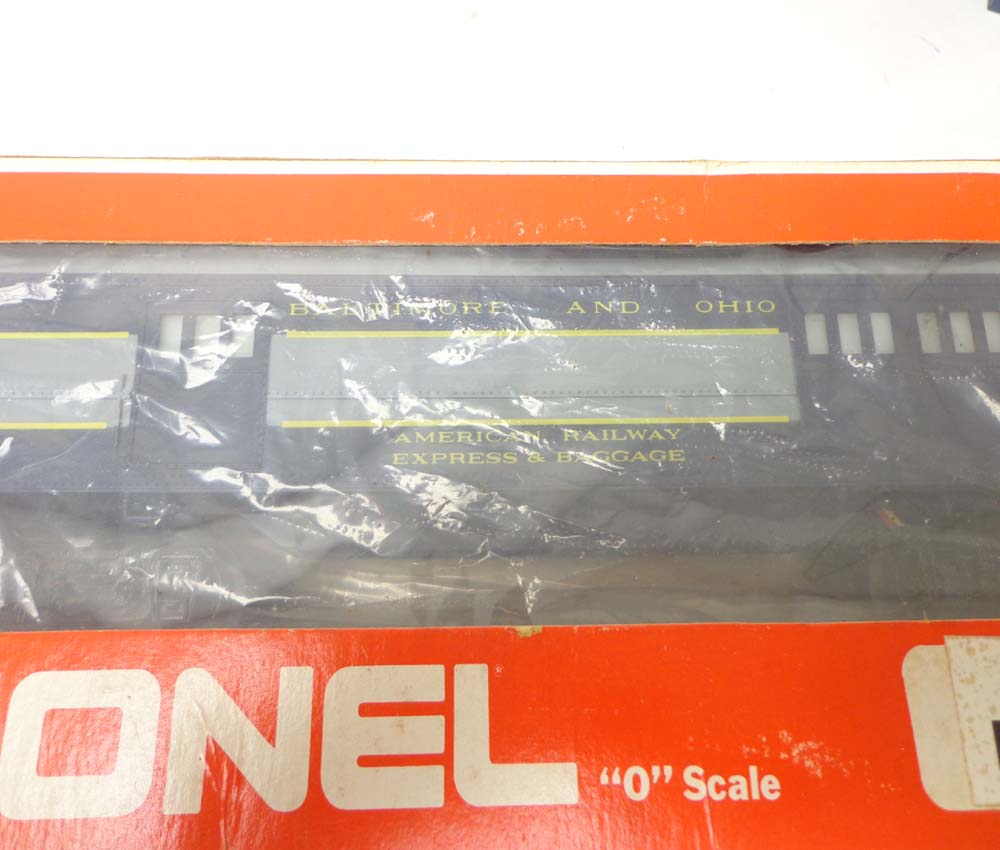 BALTIMORE AND OHIO
AMERICAN RAILWAY
EXPRESS & BAGGAGE
ONEL® "O" Scale